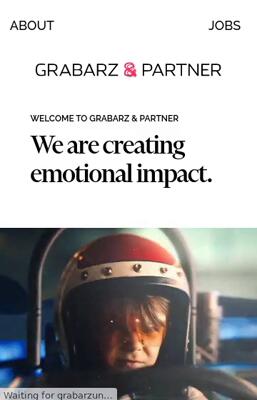 ABOUT
JOBS
GRABARZ & PARTNER
WELCOME TO GRABARZ & PARTNER
We are creating
emotional impact.
Waiting for grabarzun...